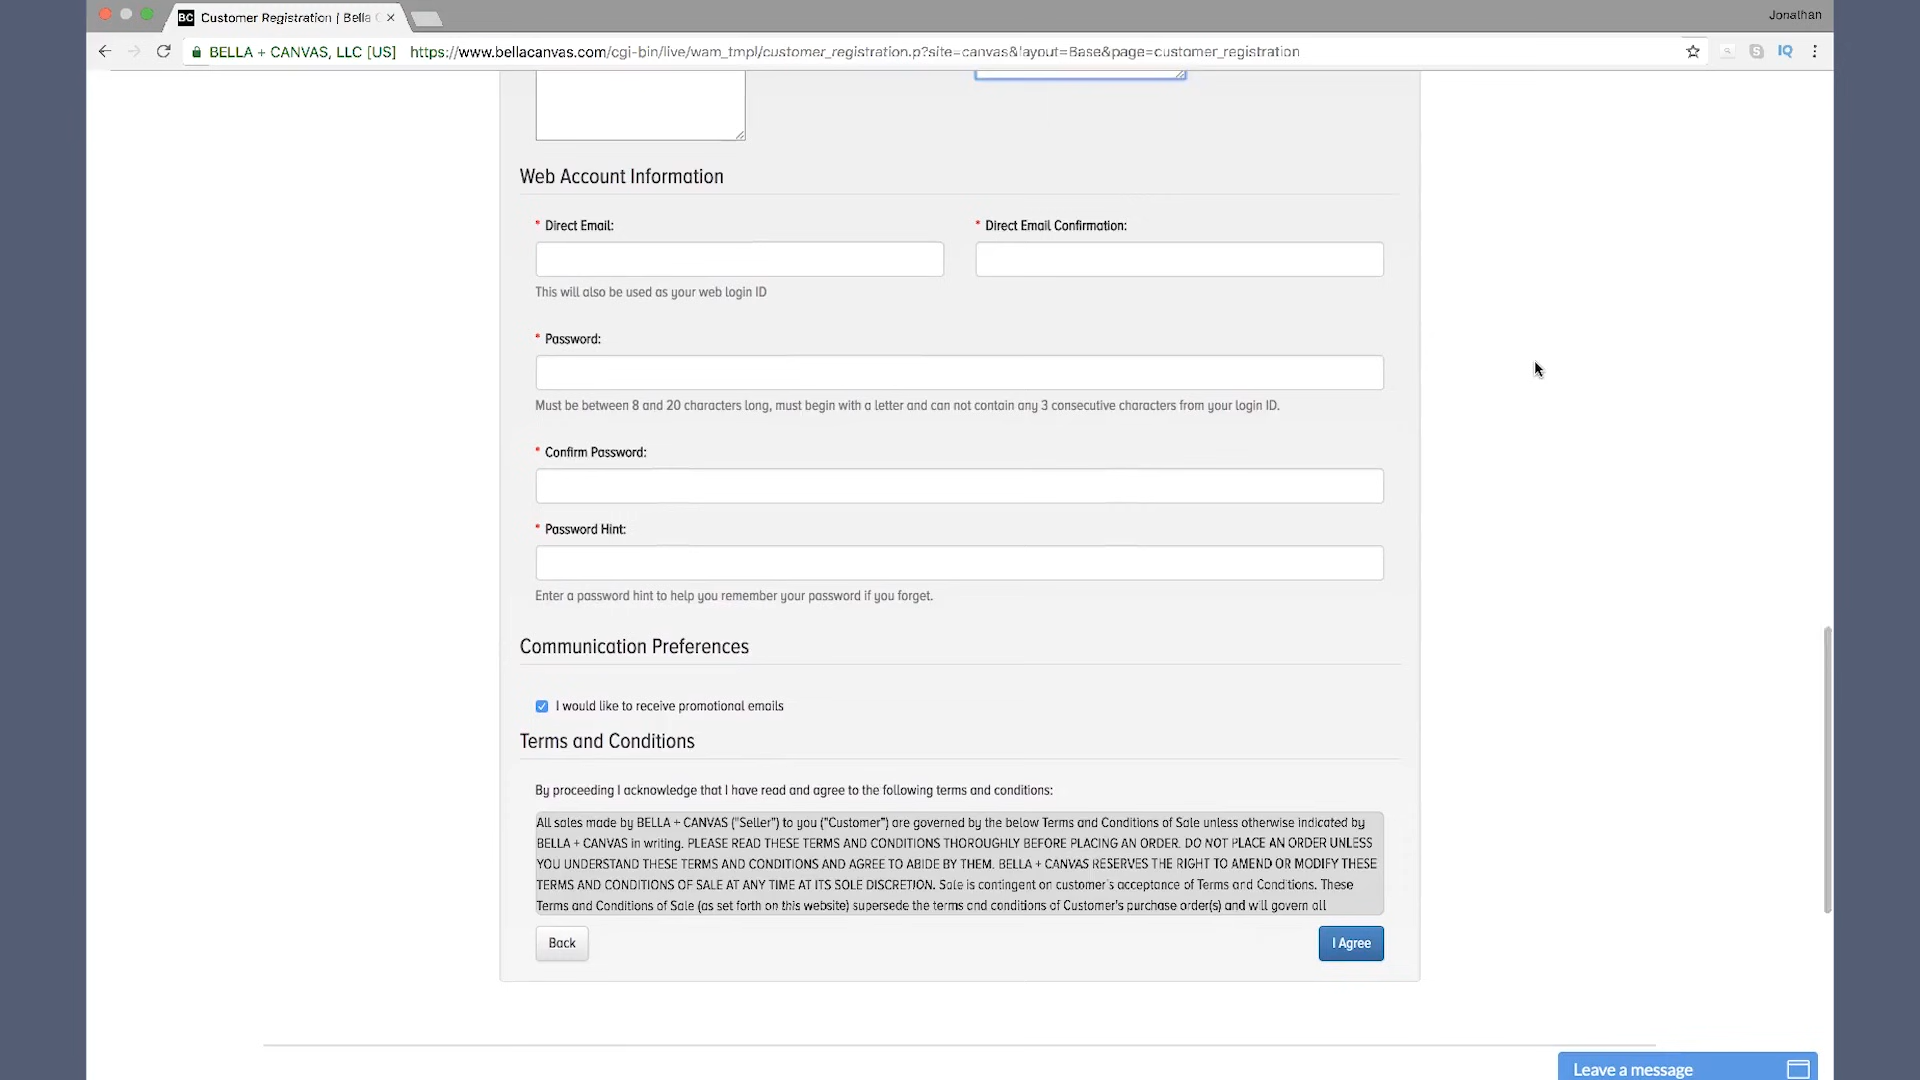 BC Customer Registration | Bella
Jonathan
BELLA + CANVAS, LLC [US] https://www.bellacanvas.com/cgi-bin/live/wam_tmpl/customer_registration.p?site=canvas&layout=Base&page=customer_registration
IQ
Web Account Information
* Direct Email:
* Direct Email Confirmation:
This will also be used as your web login ID
* Password:
Must be between 8 and 20 characters long, must begin with a letter and can not contain any 3 consecutive characters from your login ID.
* Confirm Password:
* Password Hint:
Enter a password hint to help you remember your password if you forget.
Communication Preferences
I would like to receive promotional emails
Terms and Conditions
By proceeding I acknowledge that I have read and agree to the following terms and conditions:
All sales made by BELLA + CANVAS ("Seller") to you ("Customer") are governed by the below Terms and Conditions of Sale unless otherwise indicated by
BELLA + CANVAS in writing. PLEASE READ THESE TERMS AND CONDITIONS THOROUGHLY BEFORE PLACING AN ORDER. DO NOT PLACE AN ORDER UNLESS
YOU UNDERSTAND THESE TERMS AND CONDITIONS AND AGREE TO ABIDE BY THEM. BELLA + CANVAS RESERVES THE RIGHT TO AMEND OR MODIFY THESE
TERMS AND CONDITIONS OF SALE AT ANY TIME AT ITS SOLE DISCRETION. Sale is contingent on customer's acceptance of Terms and Conditions. These
Terms and Conditions of Sale (as set forth on this website) supersede the terms and conditions of Customer's purchase order(s) and will govern all
Back
I Agree
Leave a message